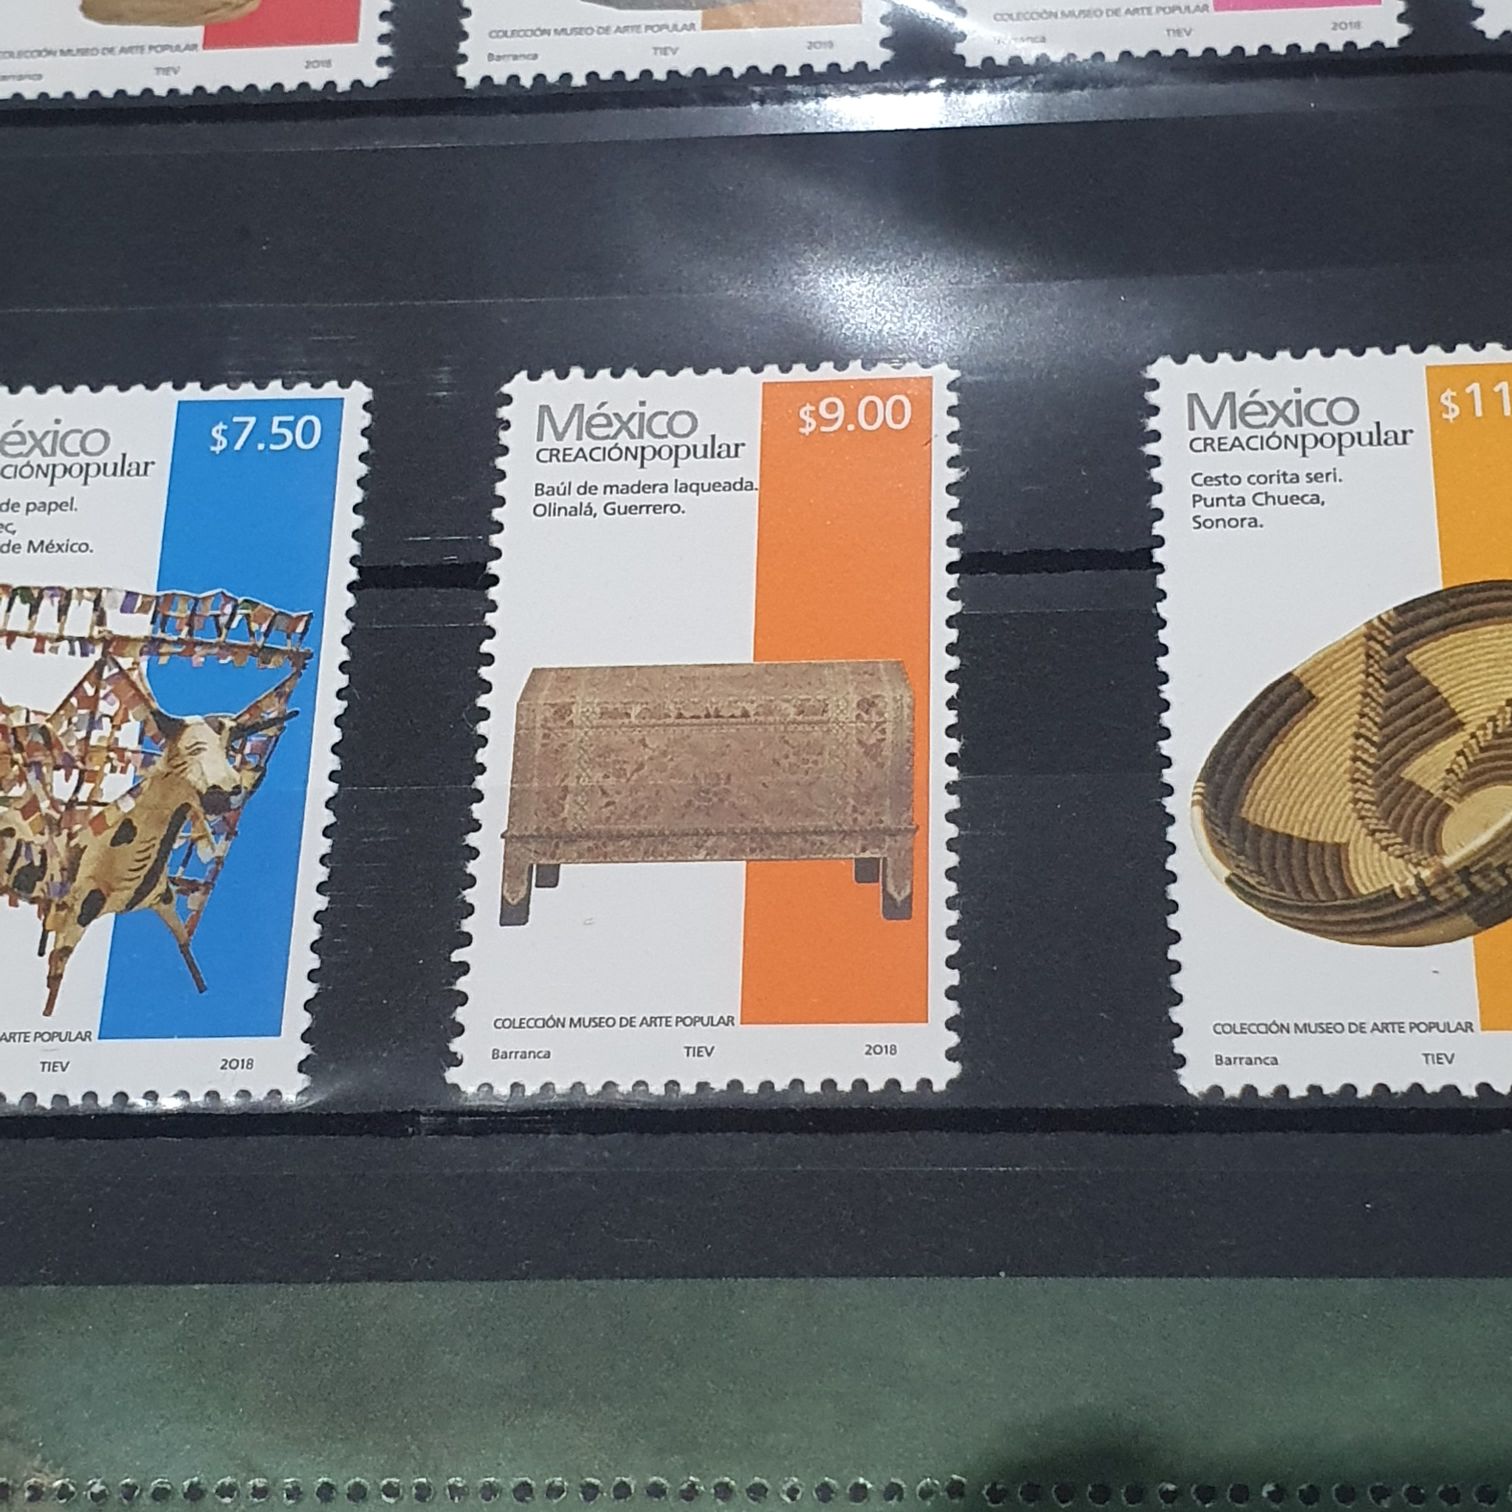 COLECCIÓN MUSEO DE ARTE POPULAR
TIEV 2018
COLECCIÓN MUSEO DE ARTE POPULAR
Barranca TIEV 2018
COLECCIÓN MUSEO DE ARTE POPULAR
TIEV 2018
éxico
CIÓNpopular
$7.50
de papel.
ec,
de México.
ARTE POPULAR
TIEV 2018
México
CREACIÓNpopular
$9.00
Baúl de madera laqueada.
Olinalá, Guerrero.
COLECCIÓN MUSEO DE ARTE POPULAR
Barranca TIEV 2018
México
CREACIÓNpopular
$11
Cesto corita seri.
Punta Chueca,
Sonora.
COLECCIÓN MUSEO DE ARTE POPULAR
Barranca TIEV